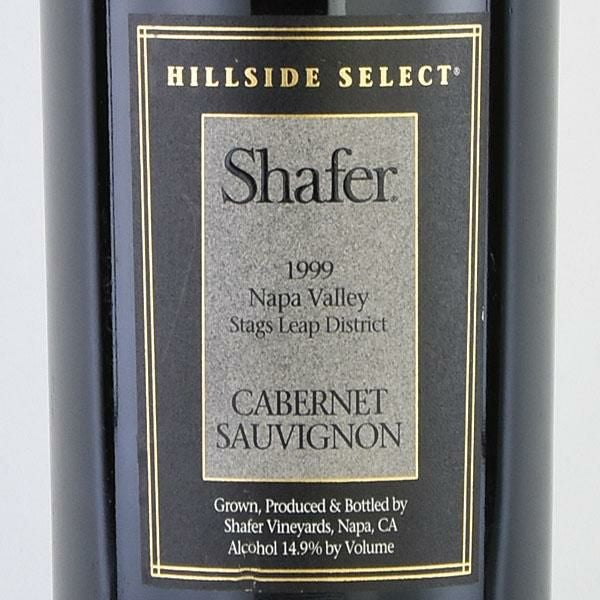 HILLSIDE SELECT®
Shafer®
1999
Napa Valley
Stags Leap District
CABERNET
SAUVIGNON
Grown, Produced & Bottled by
Shafer Vineyards, Napa, CA
Alcohol 14.9% by Volume